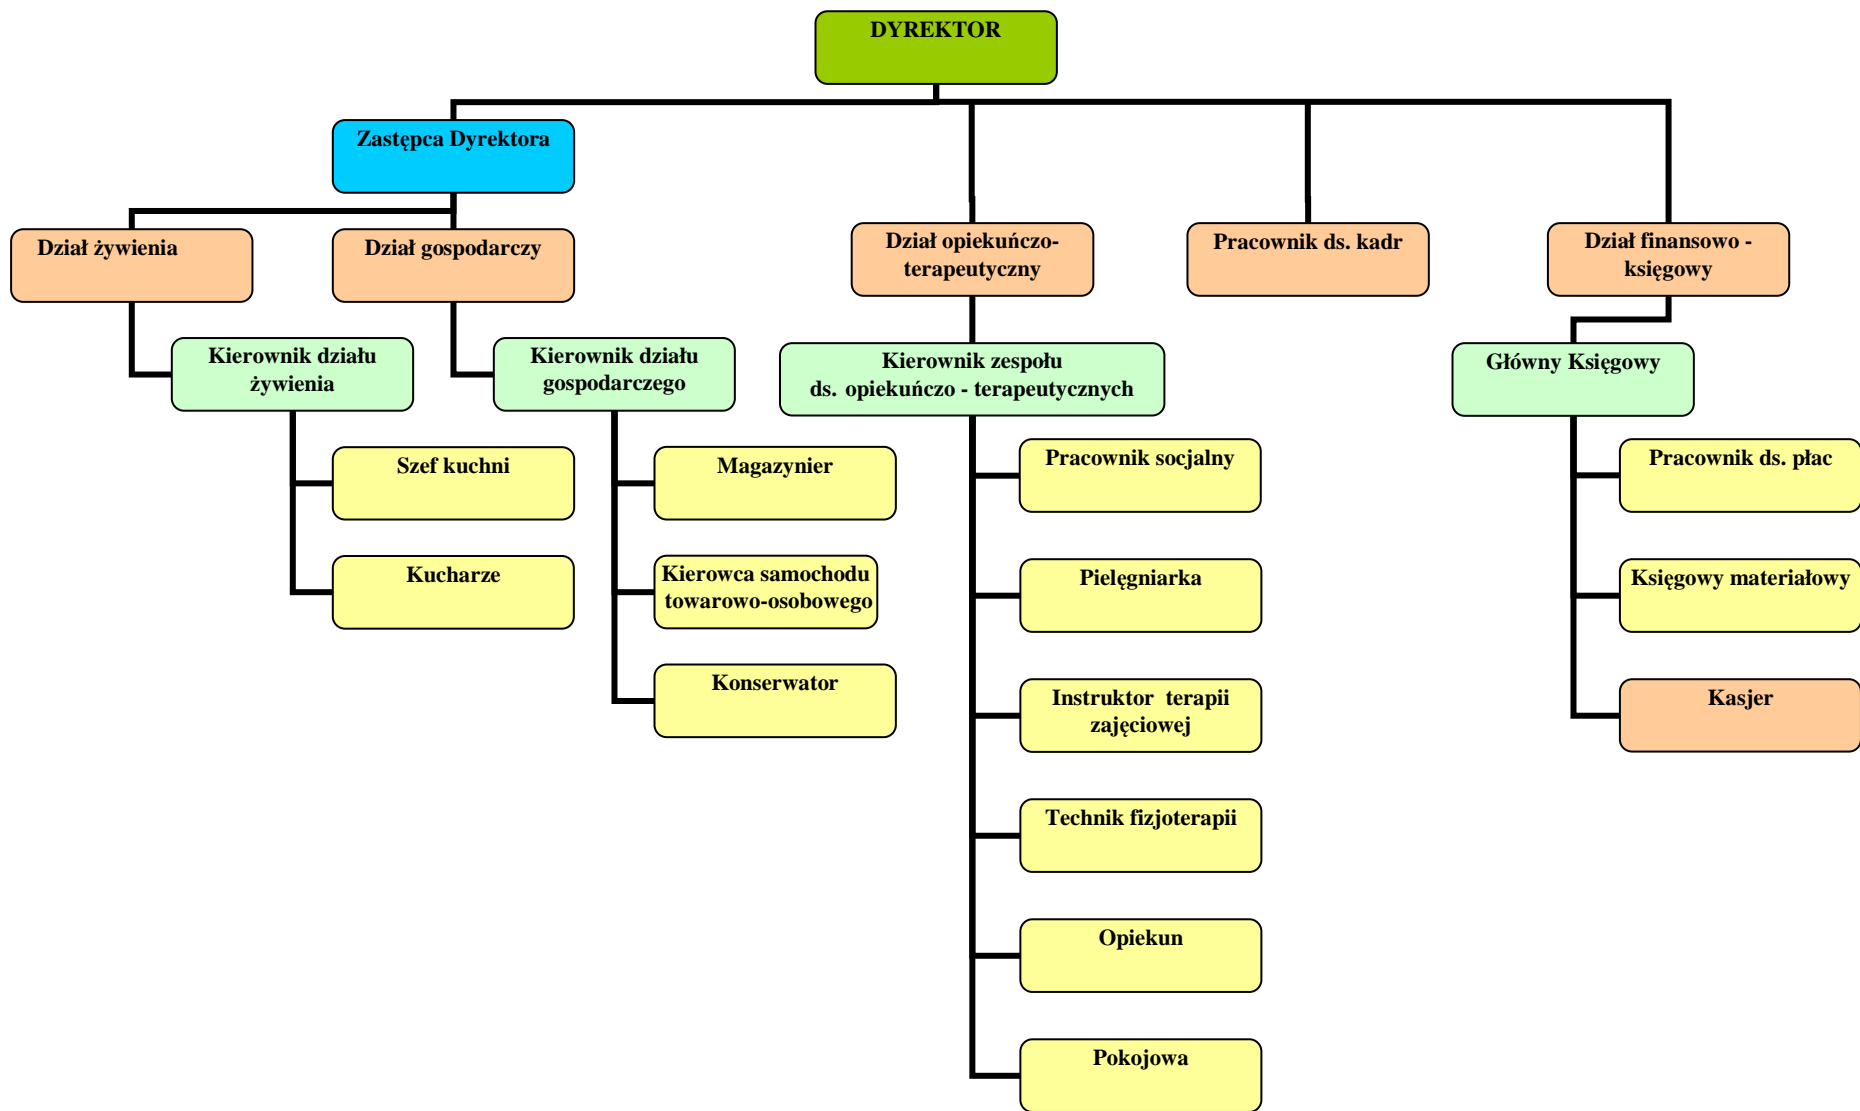 DYREKTOR
Zastępca Dyrektora
Dział żywienia
Dział gospodarczy
Dział opiekuńczo-
terapeutyczny
Pracownik ds. kadr
Dział finansowo -
księgowy
Kierownik działu
żywienia
Kierownik działu
gospodarczego
Kierownik zespołu
ds. opiekuńczo - terapeutycznych
Główny Księgowy
Szef kuchni
Kucharze
Magazynier
Kierowca samochodu
towarowo-osobowego
Konserwator
Pracownik socjalny
Pielęgniarka
Instruktor terapii
zajęciowej
Technik fizjoterapii
Opiekun
Pokojowa
Pracownik ds. płac
Księgowy materiałowy
Kasjer